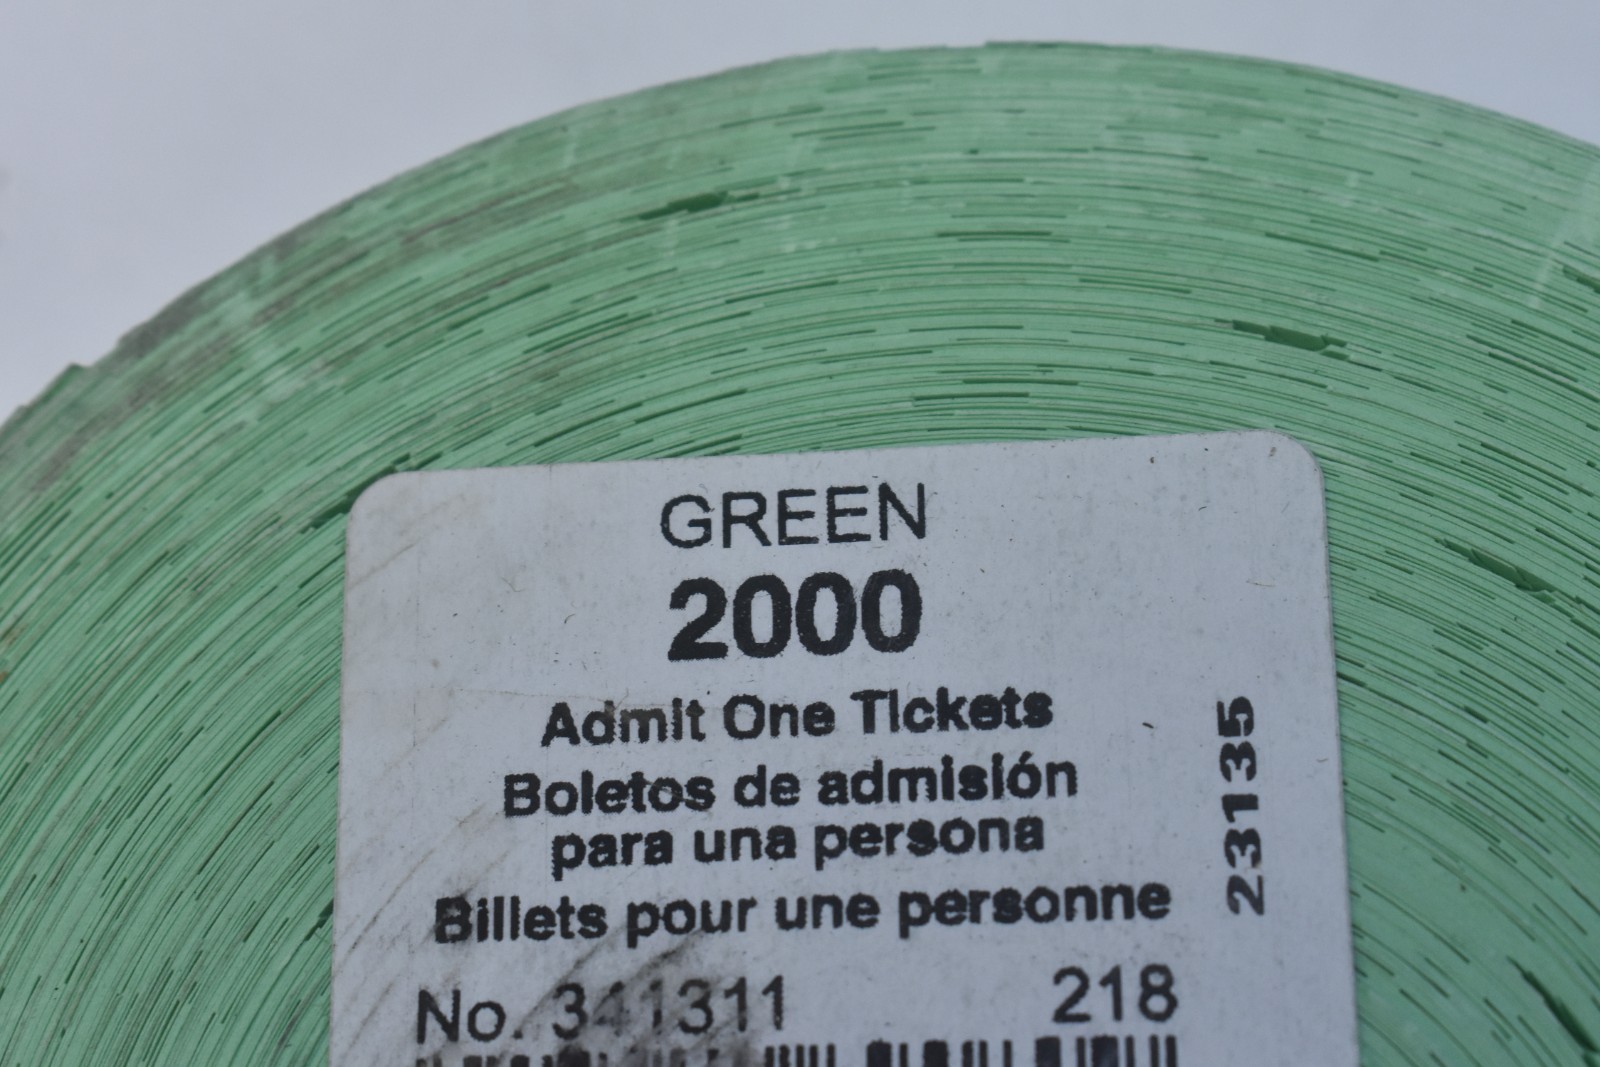 GREEN
2000
Admit One Tickets
Boletos de admisión
para una persona
Billets pour une personne
No. 341311 218
23135